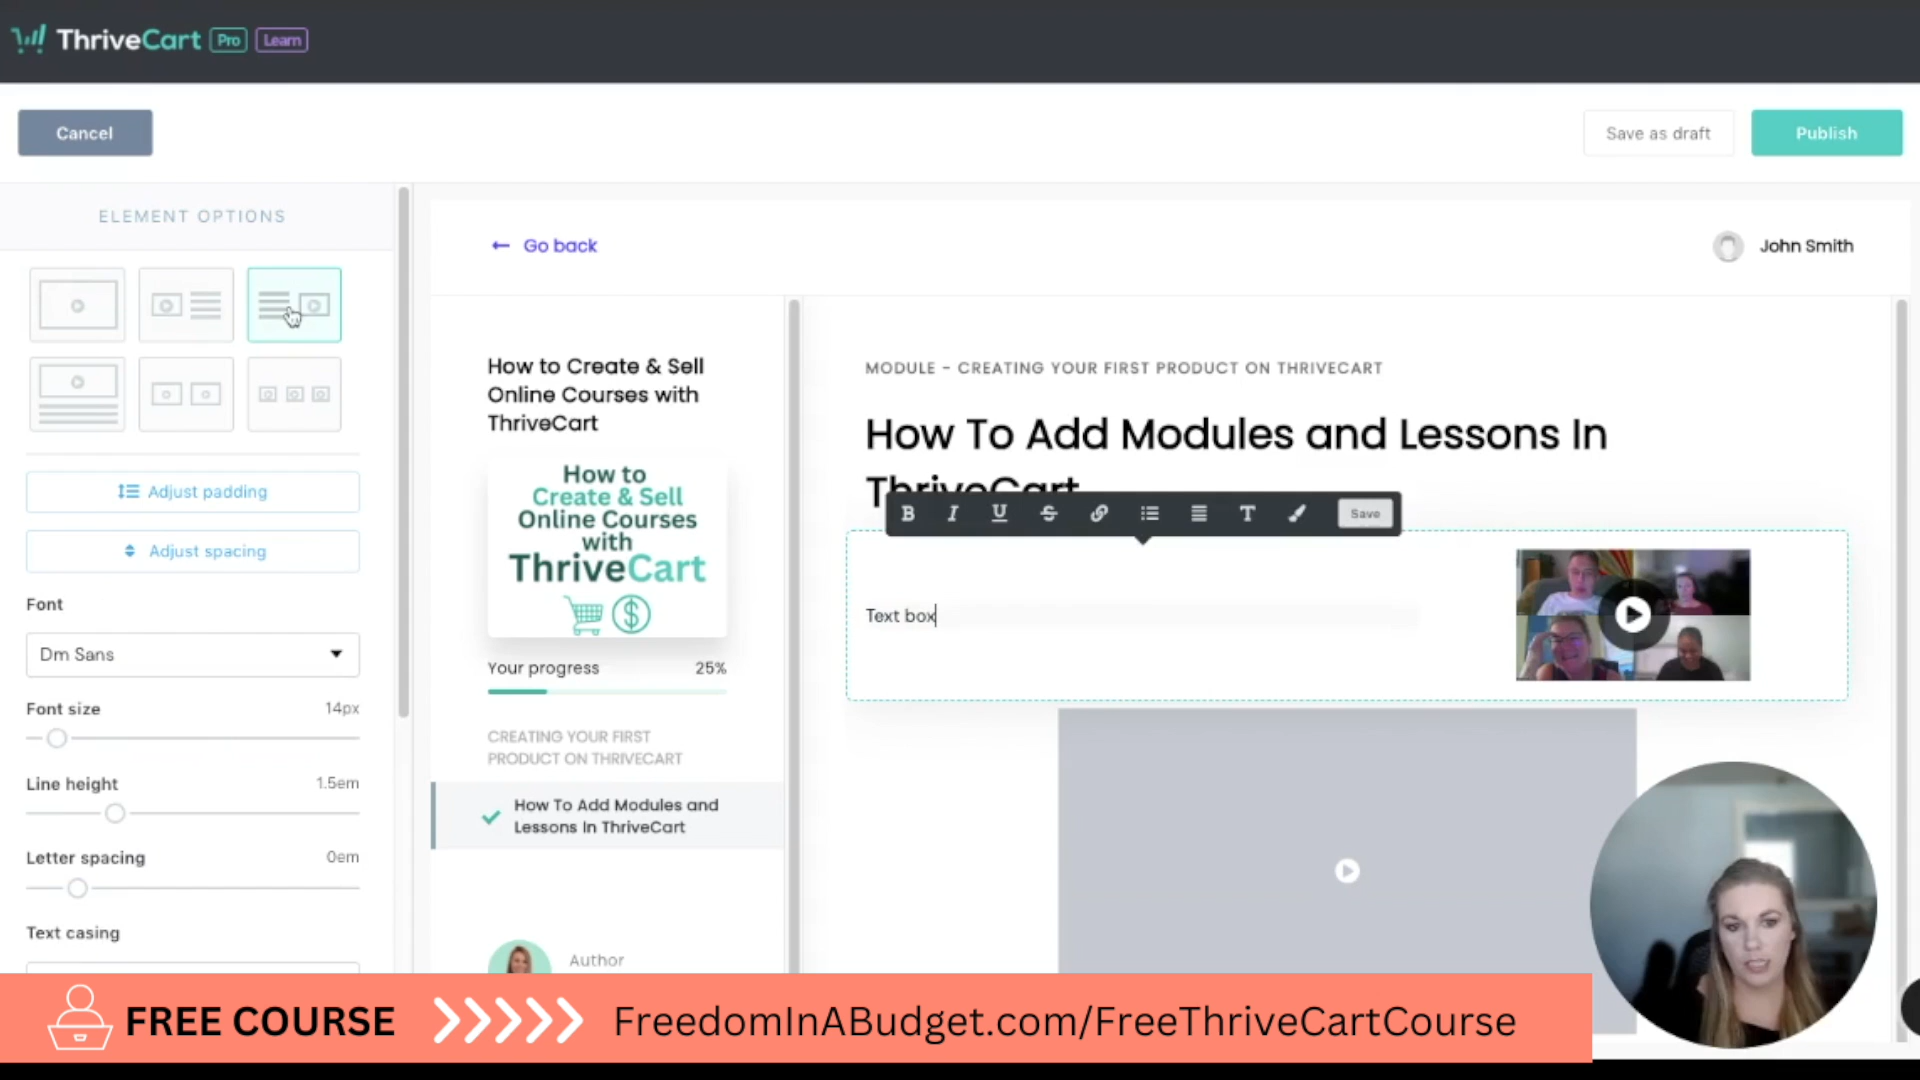 ThriveCart Pro Learn
Cancel
Save as draft
Publish
ELEMENT OPTIONS
Adjust padding
Adjust spacing
Font
Dm Sans
Font size 14px
Line height 1.5em
Letter spacing 0em
Text casing
← Go back
John Smith
How to Create & Sell
Online Courses with
ThriveCart
How to
Create & Sell
Online Courses
with
ThriveCart
$
Your progress 25%
CREATING YOUR FIRST
PRODUCT ON THRIVECART
How To Add Modules and
Lessons In ThriveCart
Author
MODULE - CREATING YOUR FIRST PRODUCT ON THRIVECART
How To Add Modules and Lessons In
ThriveCart
B I U S T Save
Text box
FREE COURSE
FreedomInABudget.com/FreeThriveCartCourse